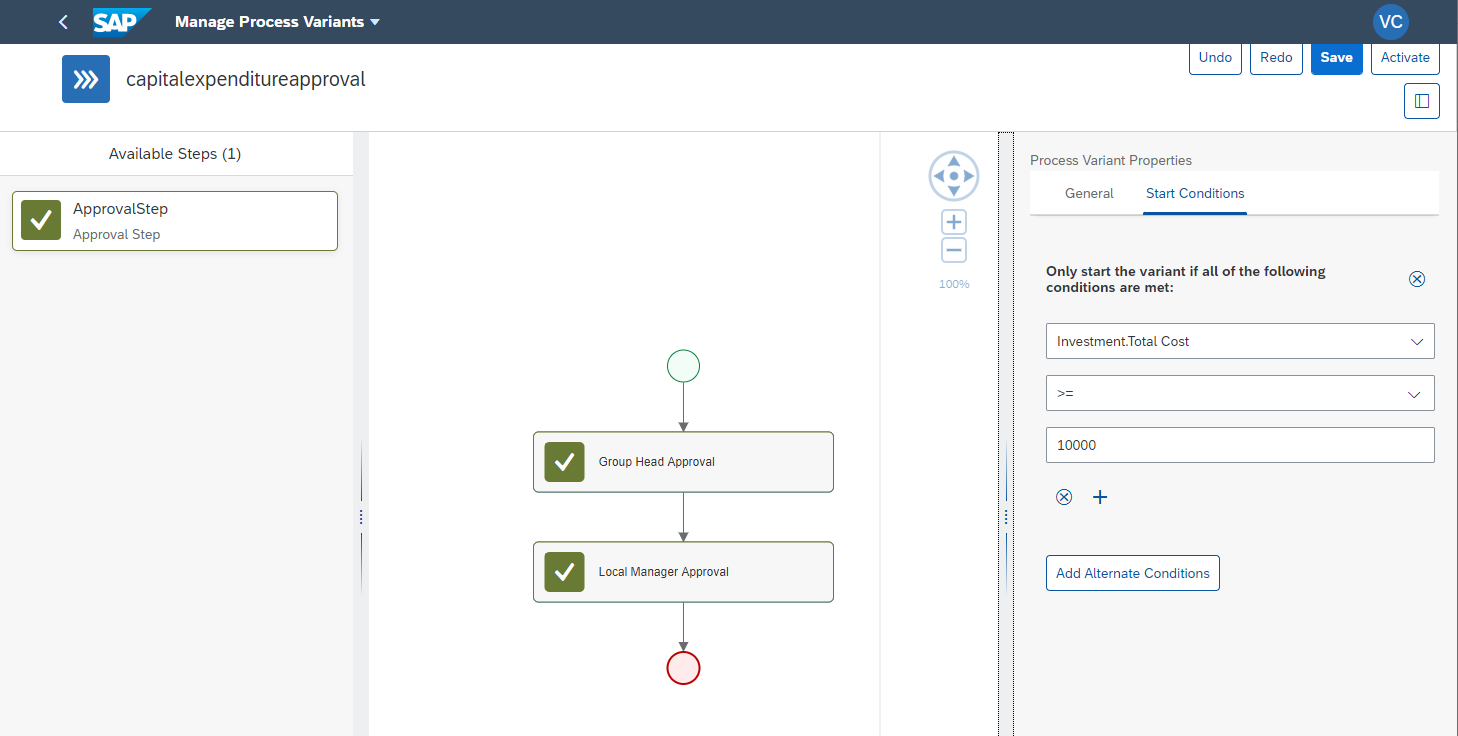 SAP
Manage Process Variants
VC
capitalexpenditureapproval
Undo
Redo
Save
Activate
Available Steps (1)
ApprovalStep
Approval Step
100%
Group Head Approval
Local Manager Approval
Process Variant Properties
General
Start Conditions
Only start the variant if all of the following
conditions are met:
Investment.Total Cost
>=
10000
Add Alternate Conditions